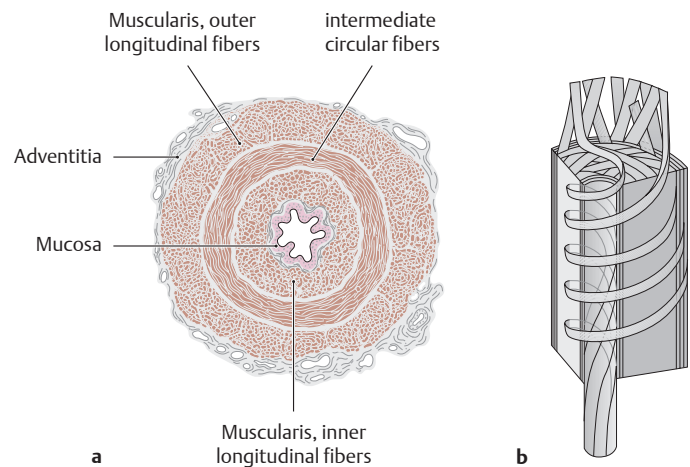 Muscularis, outer
longitudinal fibers
intermediate
circular fibers
Adventitia
Mucosa
Muscularis, inner
longitudinal fibers
a
b